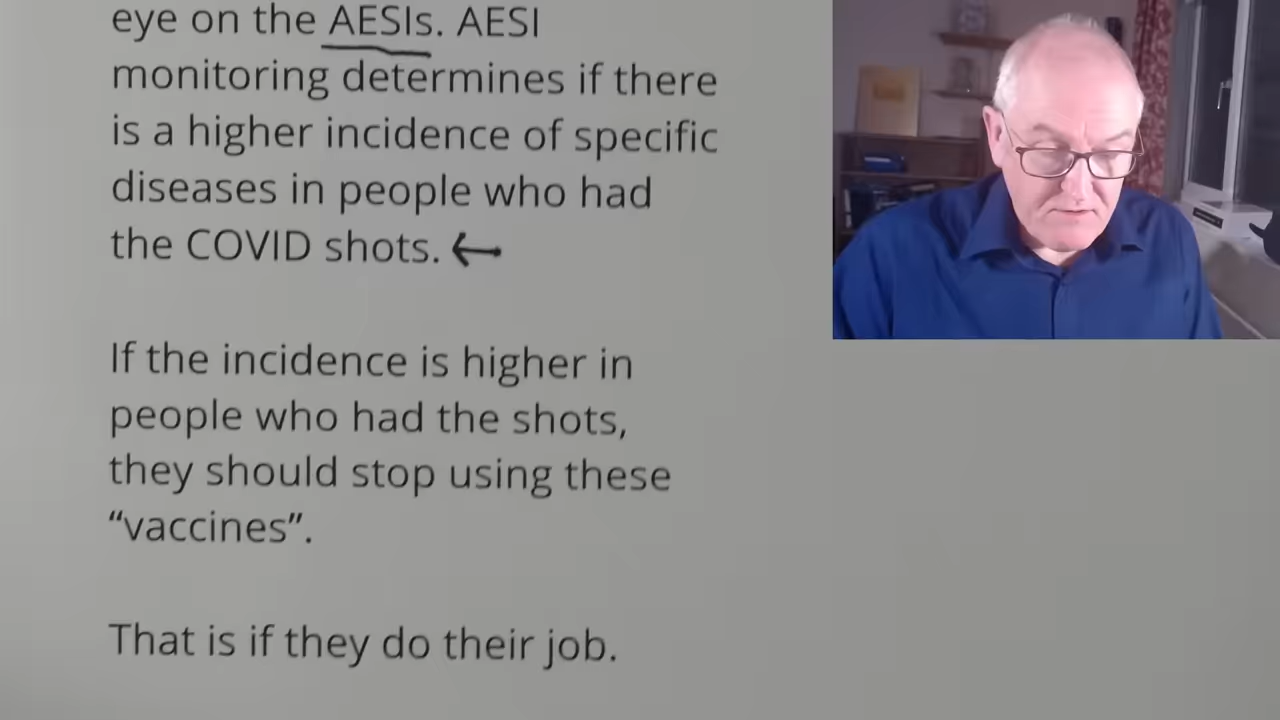 eye on the AESIs. AESI
monitoring determines if there
is a higher incidence of specific
diseases in people who had
the COVID shots.
If the incidence is higher in
people who had the shots,
they should stop using these
“vaccines”.
That is if they do their job.